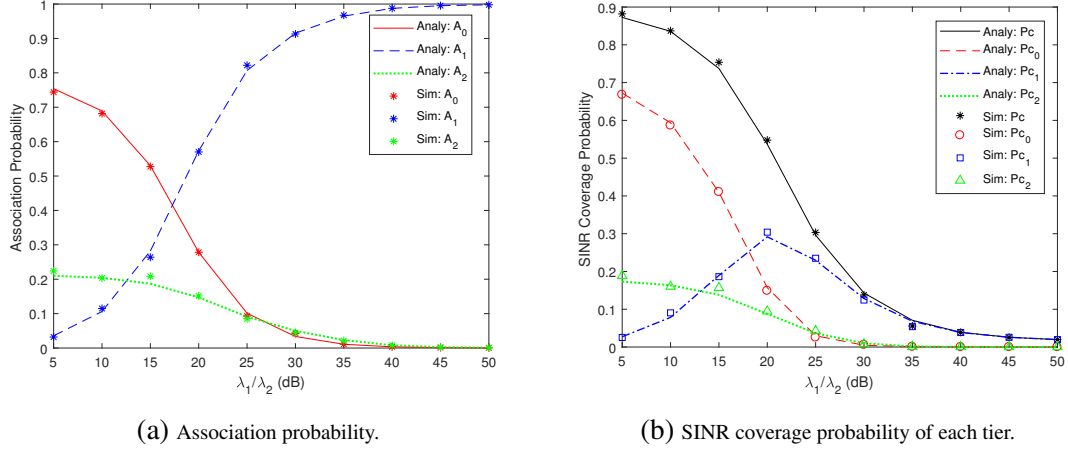 1
0.9
0.8
0.7
0.6
0.5
0.4
0.3
0.2
0.1
0
Association Probability
5 10 15 20 25 30 35 40 45 50
λ₁/λ₂ (dB)
Analy: A₀
Analy: A₁
Analy: A₂
Sim: A₀
Sim: A₁
Sim: A₂
(a) Association probability.
0.9
0.8
0.7
0.6
0.5
0.4
0.3
0.2
0.1
0
SINR Coverage Probability
5 10 15 20 25 30 35 40 45 50
λ₁/λ₂ (dB)
Analy: Pc
Analy: Pc₀
Analy: Pc₁
Analy: Pc₂
Sim: Pc
Sim: Pc₀
Sim: Pc₁
Sim: Pc₂
(b) SINR coverage probability of each tier.